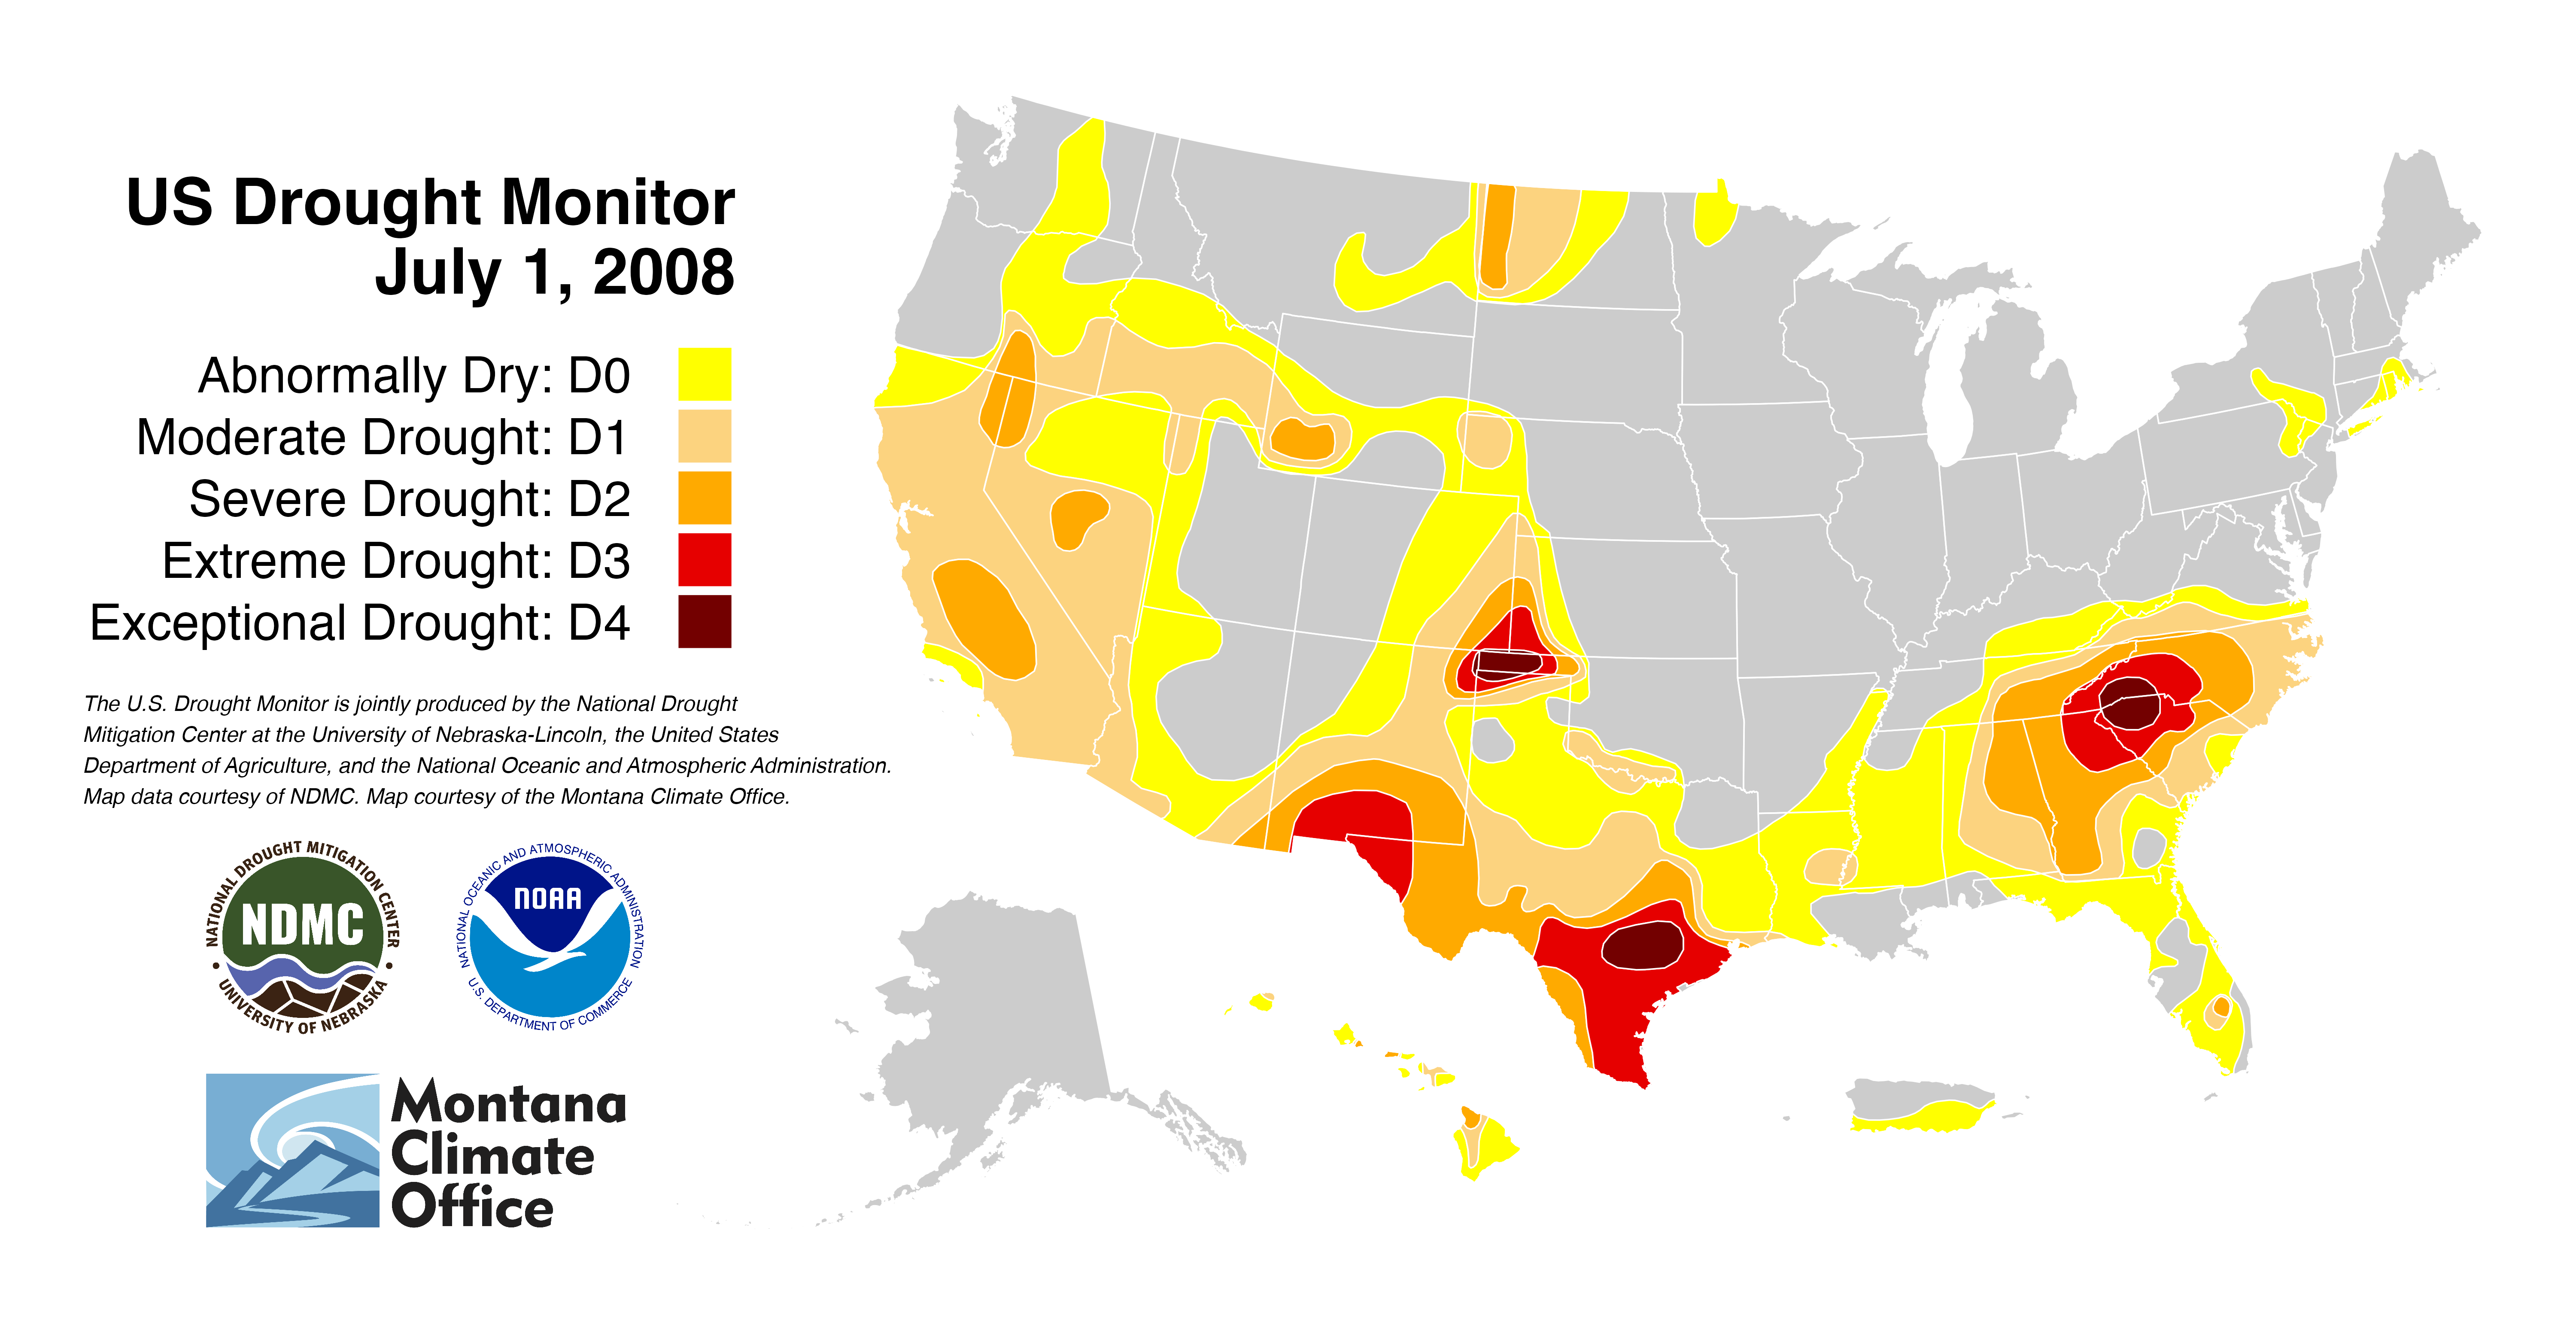 US Drought Monitor
July 1, 2008
Abnormally Dry: D0
Moderate Drought: D1
Severe Drought: D2
Extreme Drought: D3
Exceptional Drought: D4
The U.S. Drought Monitor is jointly produced by the National Drought
Mitigation Center at the University of Nebraska-Lincoln, the United States
Department of Agriculture, and the National Oceanic and Atmospheric Administration.
Map data courtesy of NDMC. Map courtesy of the Montana Climate Office.
NATIONAL DROUGHT MITIGATION CENTER
NDMC
UNIVERSITY OF NEBRASKA
NATIONAL OCEANIC AND ATMOSPHERIC ADMINISTRATION
NOAA
U.S. DEPARTMENT OF COMMERCE
Montana
Climate
Office